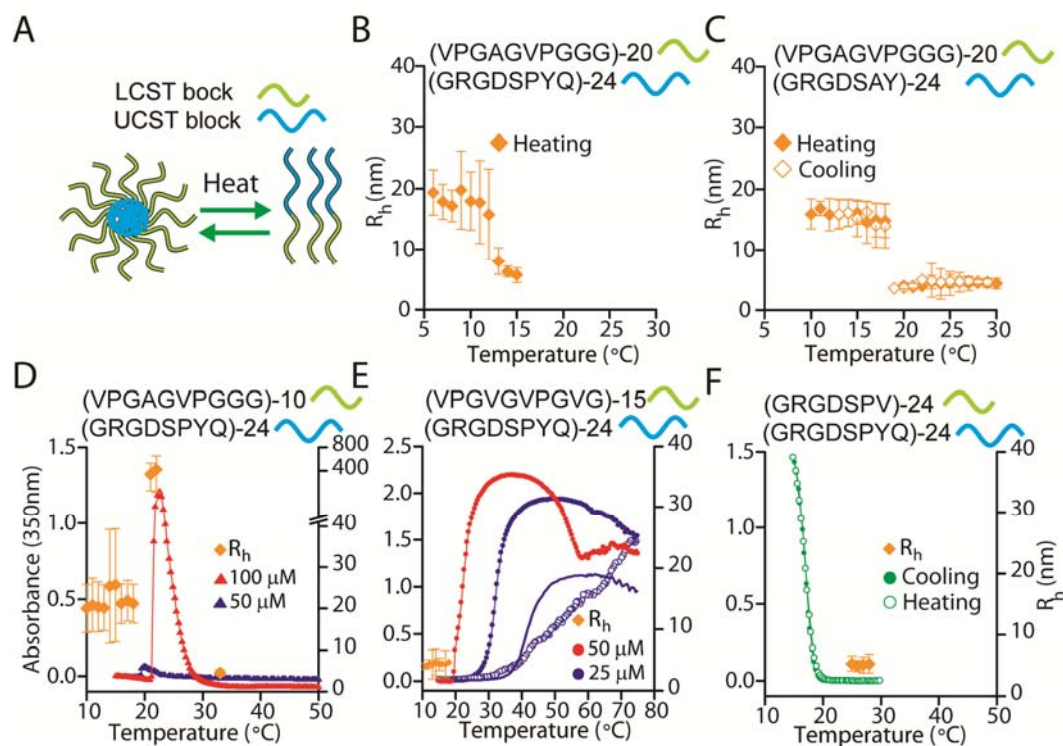 A
LCST bock
UCST block
Heat
B
(VPGAGVPGGG)-20
(GRGDSPYQ)-24
40
30
20
10
0
Rh (nm)
Heating
5 10 15 20 25 30
Temperature (°C)
C
(VPGAGVPGGG)-20
(GRGDSAY)-24
40
30
20
10
0
Rh (nm)
Heating
Cooling
5 10 15 20 25 30
Temperature (°C)
D
(VPGAGVPGGG)-10
(GRGDSPYQ)-24
Absorbance (350nm)
1.5
1.0
0.5
0.0
800
400
40
30
20
10
0
Rh
100 µM
50 µM
10 20 30 40 50
Temperature (°C)
E
(VPGVGVPGVG)-15
(GRGDSPYQ)-24
2.5
2.0
1.5
1.0
0.5
0.0
40
30
20
10
0
Rh
50 µM
25 µM
10 20 30 40 50 60 70 80
Temperature (°C)
F
(GRGDSPV)-24
(GRGDSPYQ)-24
1.5
1.0
0.5
0.0
40
30
20
10
0
Rh (nm)
Rh
Cooling
Heating
10 20 30 40 50
Temperature (°C)